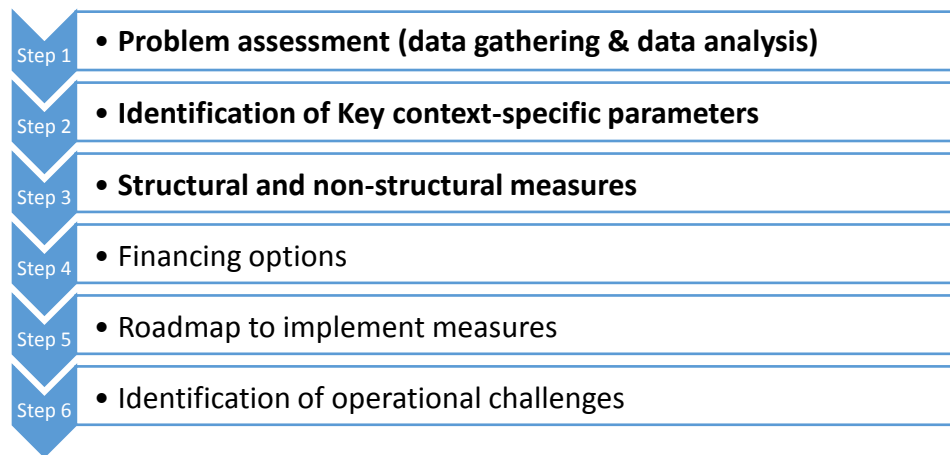 Step 1
• Problem assessment (data gathering & data analysis)
Step 2
• Identification of Key context-specific parameters
Step 3
• Structural and non-structural measures
Step 4
• Financing options
Step 5
• Roadmap to implement measures
Step 6
• Identification of operational challenges